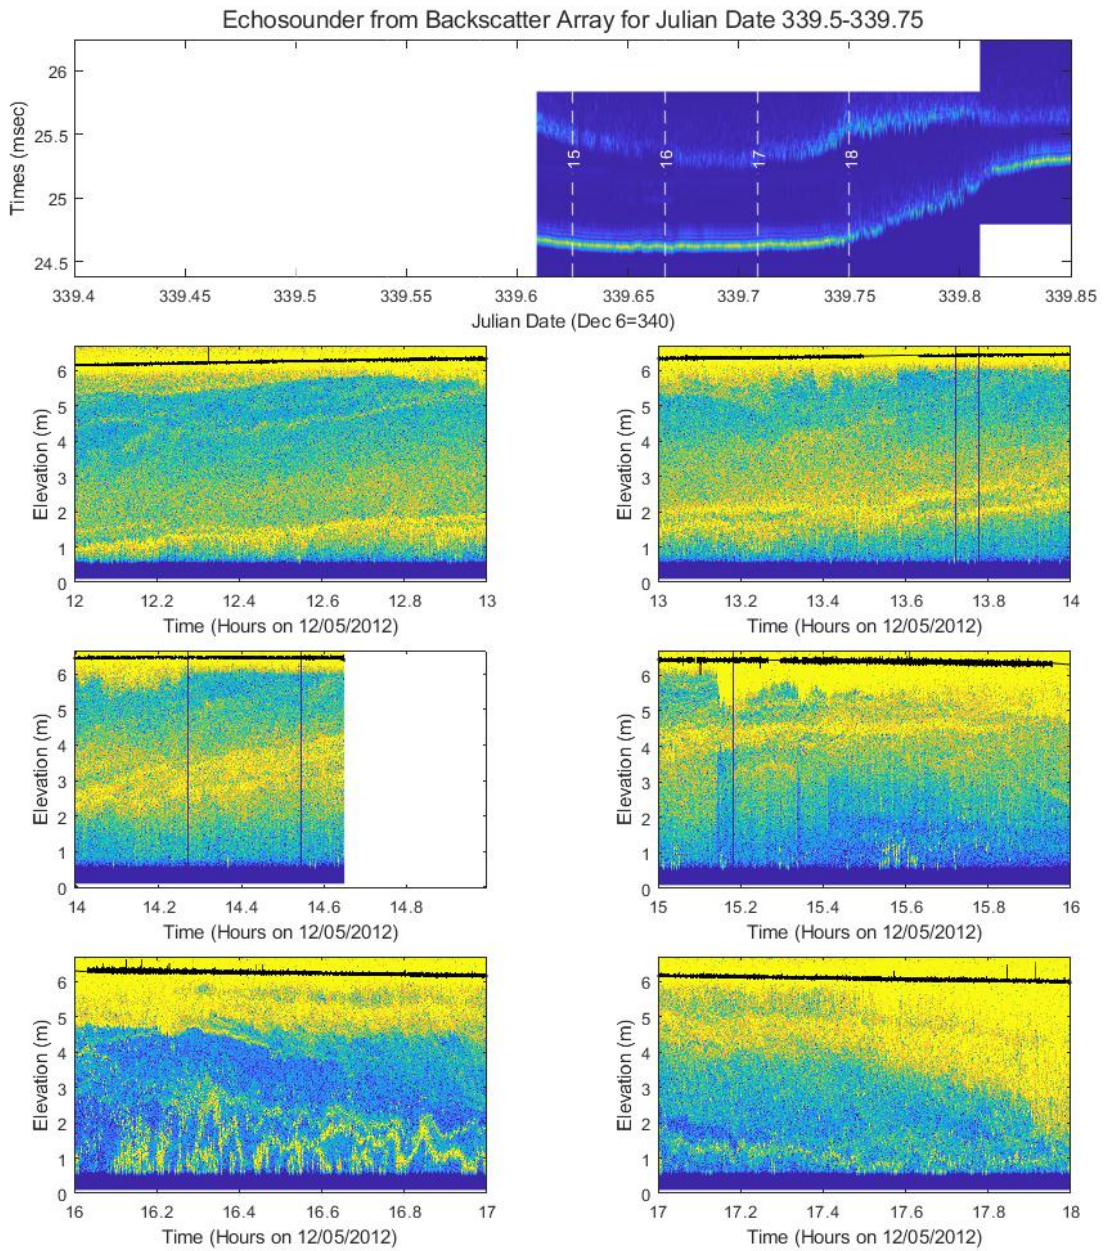 Echosounder from Backscatter Array for Julian Date 339.5-339.75
Times (msec)
26
25.5
25
24.5
15
16
17
18
339.4 339.45 339.5 339.55 339.6 339.65 339.7 339.75 339.8 339.85
Julian Date (Dec 6=340)
Elevation (m)
6
5
4
3
2
1
0
12 12.2 12.4 12.6 12.8 13
Time (Hours on 12/05/2012)
Elevation (m)
6
5
4
3
2
1
0
13 13.2 13.4 13.6 13.8 14
Time (Hours on 12/05/2012)
Elevation (m)
6
5
4
3
2
1
0
14 14.2 14.4 14.6 14.8
Time (Hours on 12/05/2012)
Elevation (m)
6
5
4
3
2
1
0
15 15.2 15.4 15.6 15.8 16
Time (Hours on 12/05/2012)
Elevation (m)
6
5
4
3
2
1
0
16 16.2 16.4 16.6 16.8 17
Time (Hours on 12/05/2012)
Elevation (m)
6
5
4
3
2
1
0
17 17.2 17.4 17.6 17.8 18
Time (Hours on 12/05/2012)